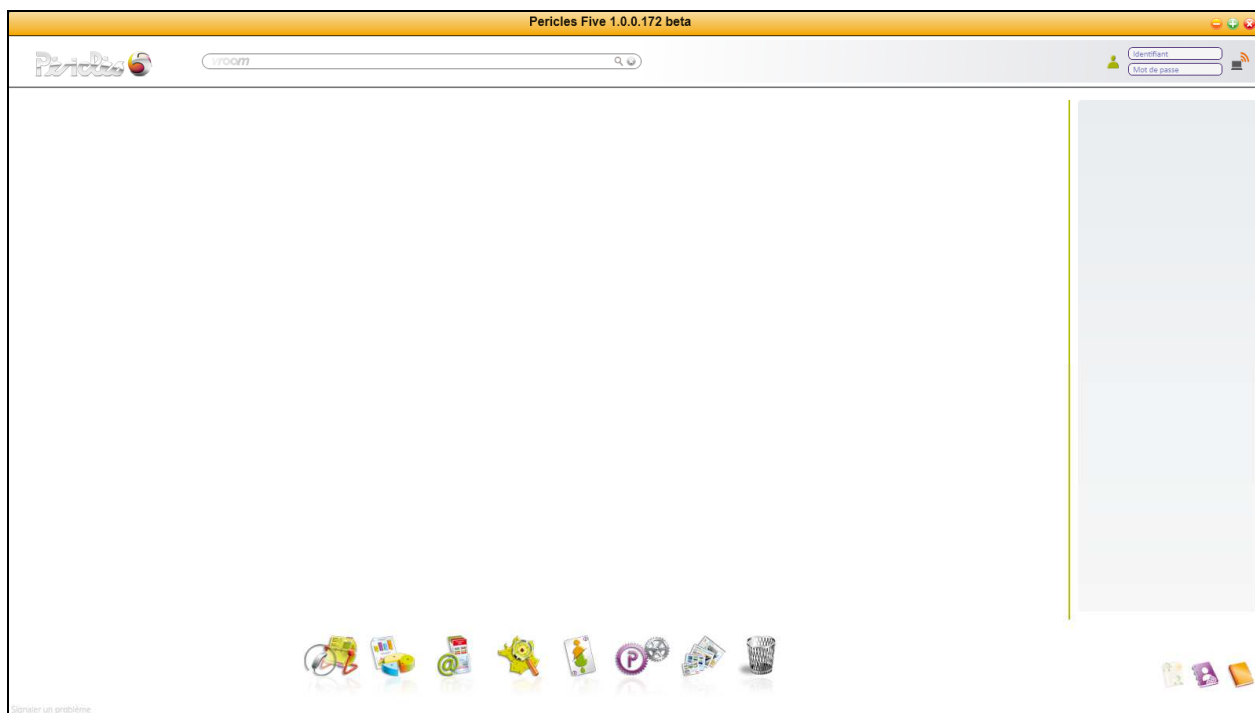 Pericles Five 1.0.0.172 beta
vroom
Identifiant
Mot de passe
@
P
Signaler un problème